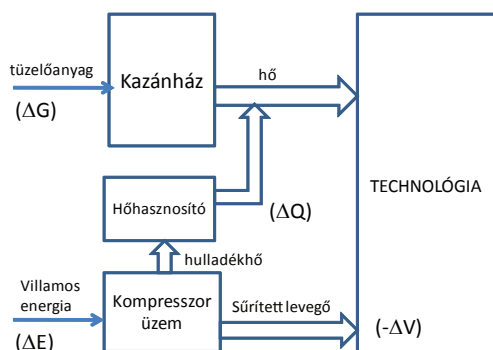 tüzelőanyag
(ΔG)
Kazánház
hő
TECHNOLÓGIA
Hőhasznosító
(ΔQ)
hulladékhő
Villamos
energia
(ΔE)
Kompresszor
üzem
Sűrített levegő
(-ΔV)